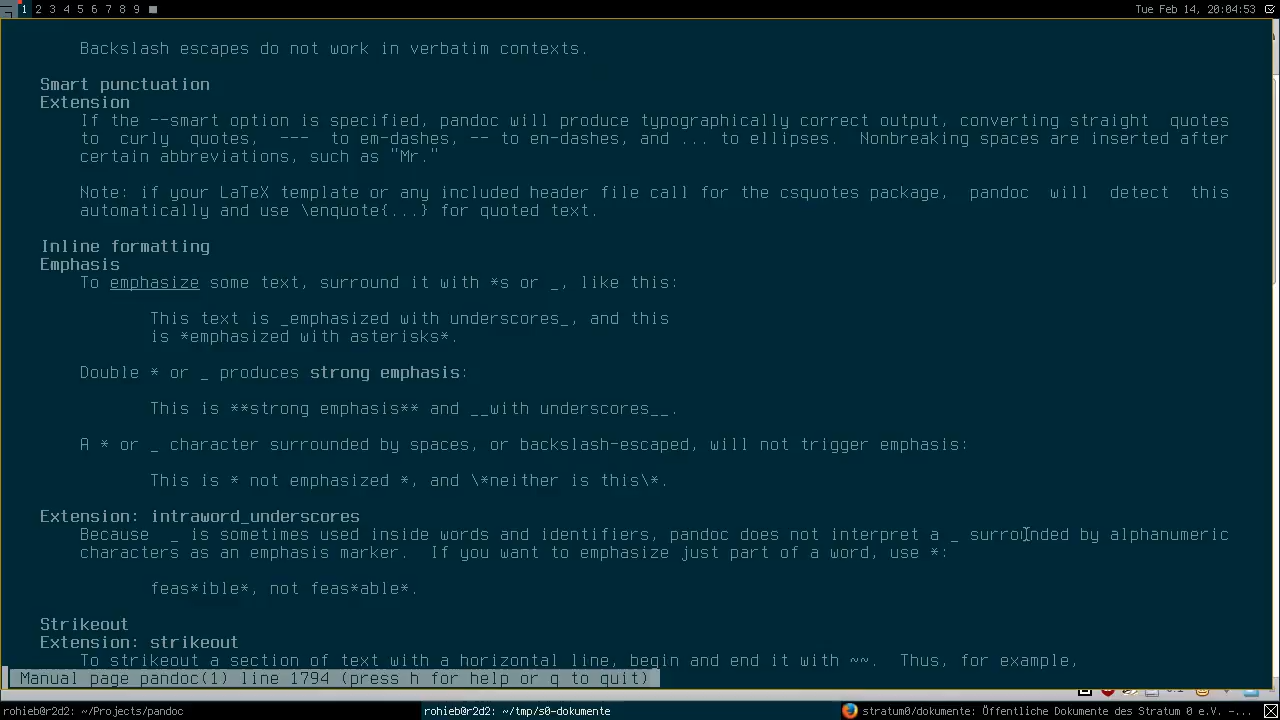 1 2 3 4 5 6 7 8 9
Tue Feb 14, 20:04:53
Backslash escapes do not work in verbatim contexts.
Smart punctuation
Extension
If the --smart option is specified, pandoc will produce typographically correct output, converting straight quotes
to curly quotes, --- to em-dashes, -- to en-dashes, and ... to ellipses. Nonbreaking spaces are inserted after
certain abbreviations, such as "Mr."
Note: if your LaTeX template or any included header file call for the csquotes package, pandoc will detect this
automatically and use \enquote{...} for quoted text.
Inline formatting
Emphasis
To emphasize some text, surround it with *s or _, like this:
This text is _emphasized with underscores_, and this
is *emphasized with asterisks*.
Double * or _ produces strong emphasis:
This is **strong emphasis** and __with underscores__.
A * or _ character surrounded by spaces, or backslash-escaped, will not trigger emphasis:
This is * not emphasized *, and \*neither is this\*.
Extension: intraword_underscores
Because _ is sometimes used inside words and identifiers, pandoc does not interpret a _ surrounded by alphanumeric
characters as an emphasis marker. If you want to emphasize just part of a word, use *:
feas*ible*, not feas*able*.
Strikeout
Extension: strikeout
To strikeout a section of text with a horizontal line, begin and end it with ~~. Thus, for example,
Manual page pandoc(1) line 1794 (press h for help or q to quit)
rohieb@r2d2: ~/Projects/pandoc
rohieb@r2d2: ~/tmp/s0-dokumente
stratum0/dokumente: Öffentliche Dokumente des Stratum 0 e.V. -...